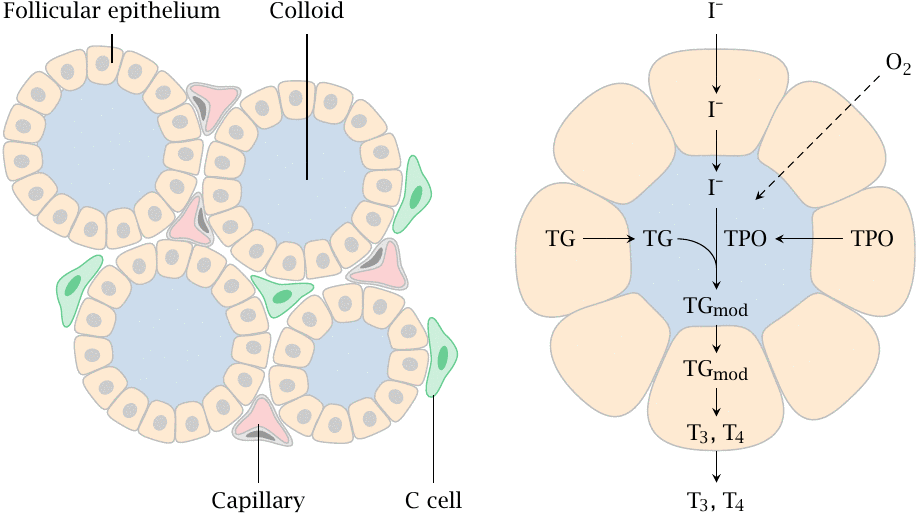 Follicular epithelium
Colloid
Capillary
C cell
I⁻
O₂
I⁻
I⁻
TG
TG
TPO
TPO
TGmod
TGmod
T₃, T₄
T₃, T₄